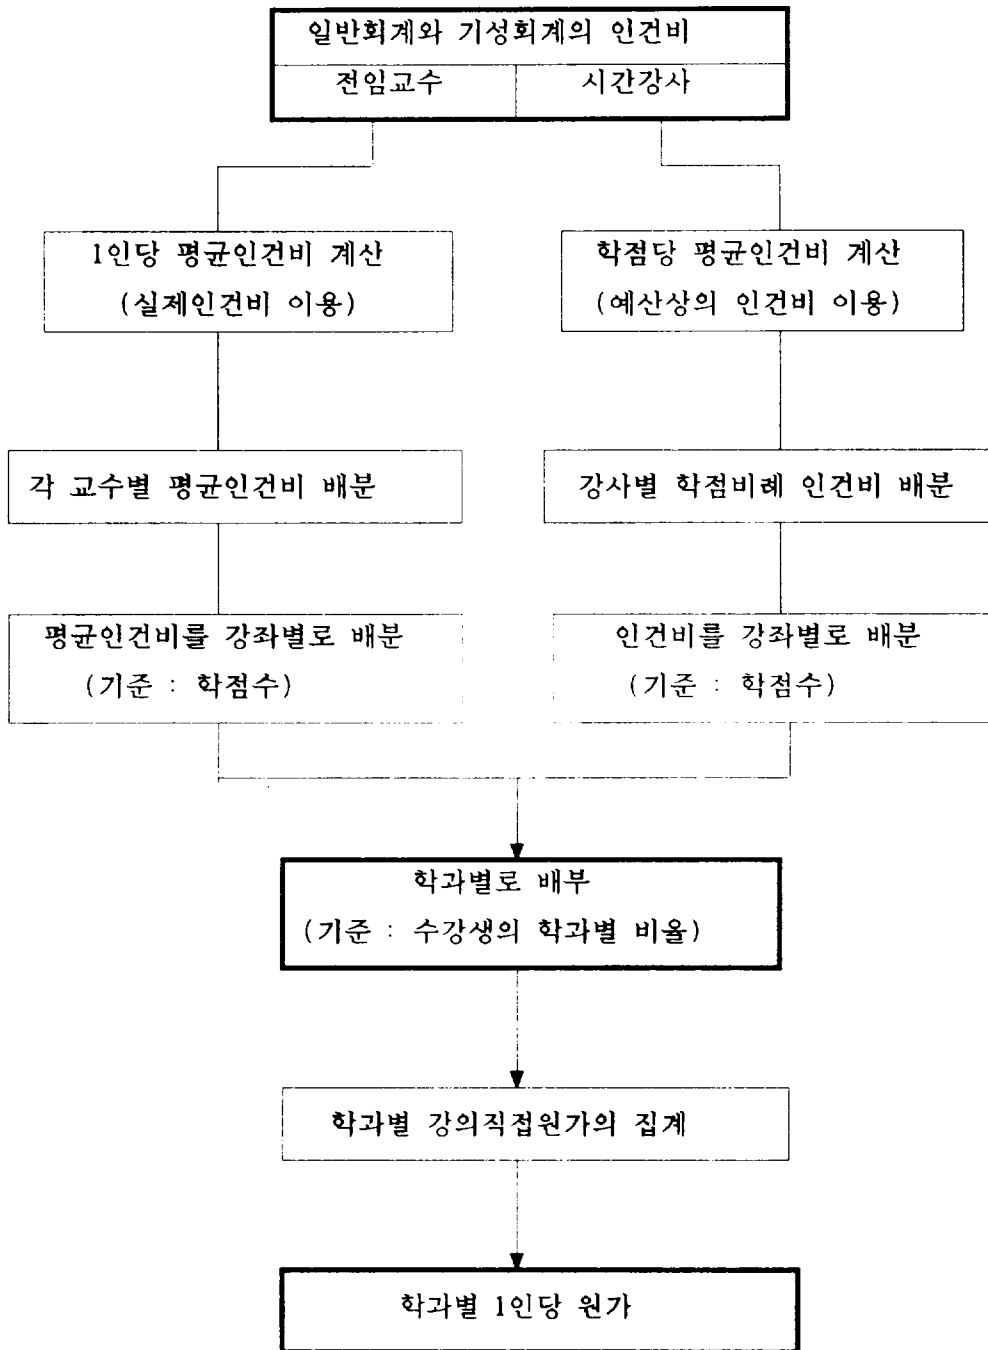 일반회계와 기성회계의 인건비
전임교수
시간강사
1인당 평균인건비 계산
(실제인건비 이용)
학점당 평균인건비 계산
(예산상의 인건비 이용)
각 교수별 평균인건비 배분
강사별 학점비례 인건비 배분
평균인건비를 강좌별로 배분
(기준 : 학점수)
인건비를 강좌별로 배분
(기준 : 학점수)
학과별로 배부
(기준 : 수강생의 학과별 비율)
학과별 강의직접원가의 집계
학과별 1인당 원가